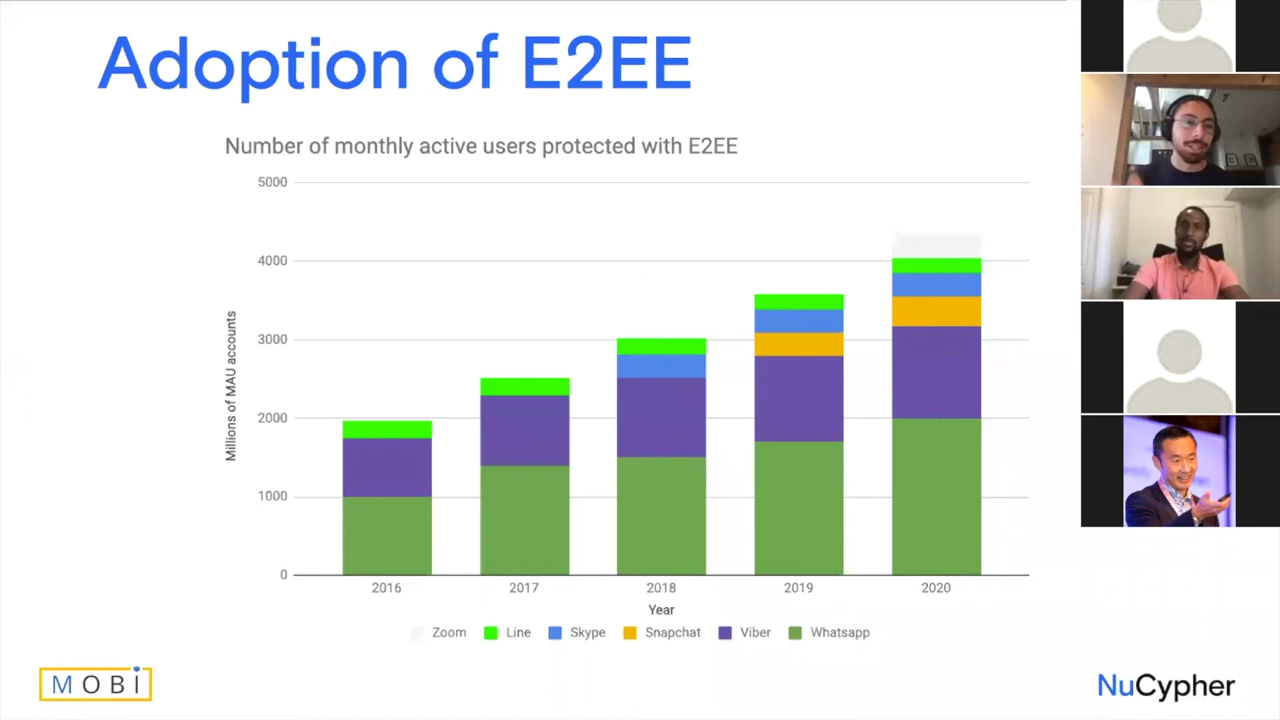 Adoption of E2EE
Number of monthly active users protected with E2EE
5000
4000
3000
2000
1000
0
Millions of MAU accounts
2016 2017 2018 2019 2020
Year
Zoom Line Skype Snapchat Viber Whatsapp
MOBI
NuCypher